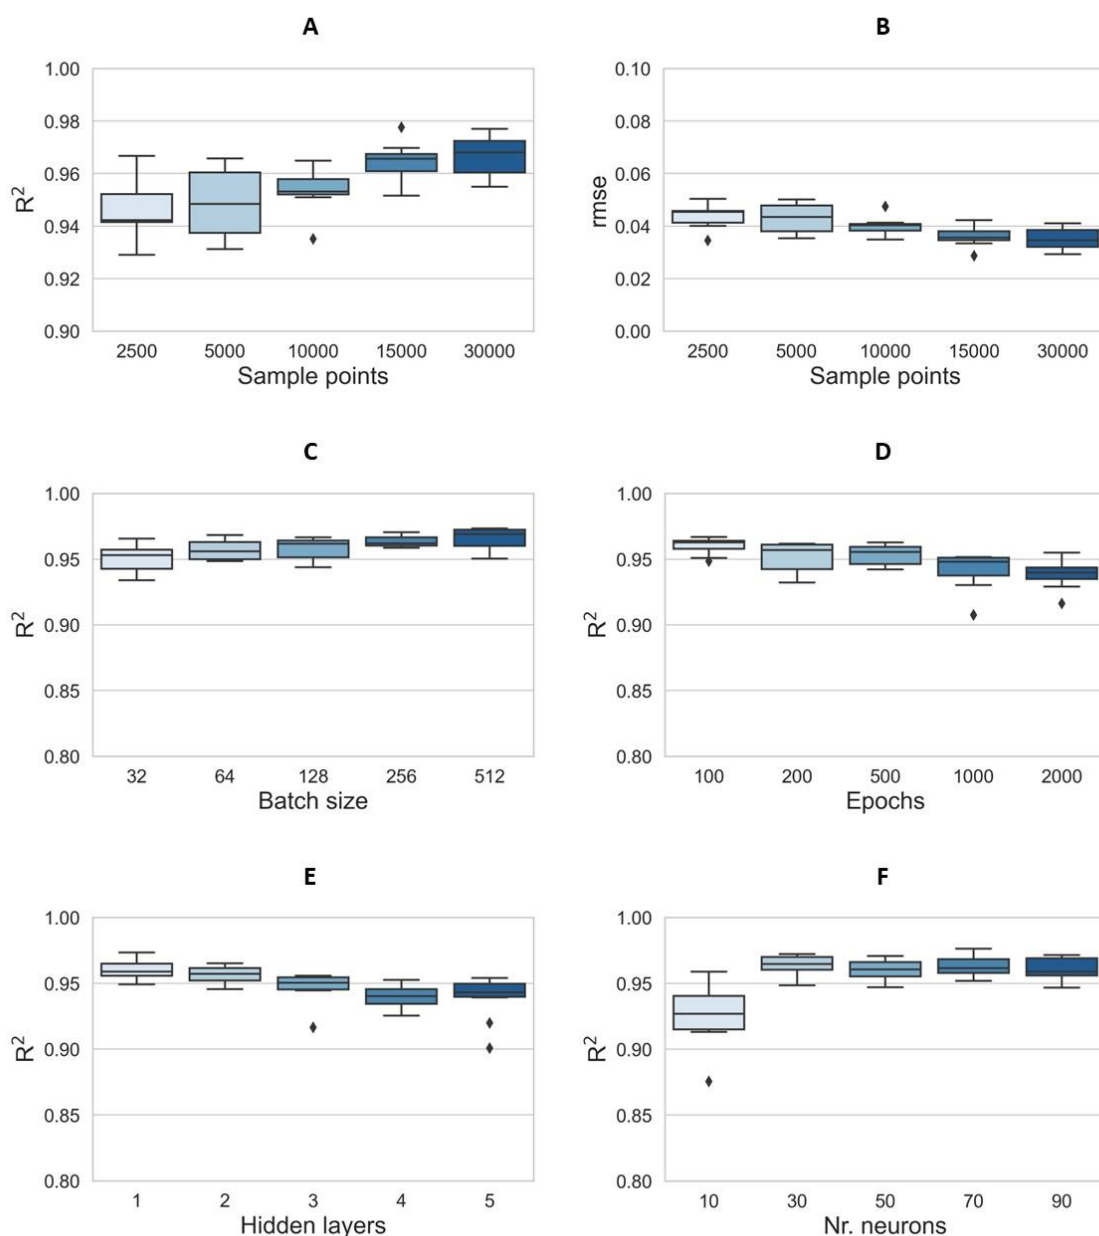 A
R²
1.00
0.98
0.96
0.94
0.92
0.90
2500 5000 10000 15000 30000
Sample points
B
rmse
0.10
0.08
0.06
0.04
0.02
0.00
2500 5000 10000 15000 30000
Sample points
C
R²
1.00
0.95
0.90
0.85
0.80
32 64 128 256 512
Batch size
D
R²
1.00
0.95
0.90
0.85
0.80
100 200 500 1000 2000
Epochs
E
R²
1.00
0.95
0.90
0.85
0.80
1 2 3 4 5
Hidden layers
F
R²
1.00
0.95
0.90
0.85
0.80
10 30 50 70 90
Nr. neurons